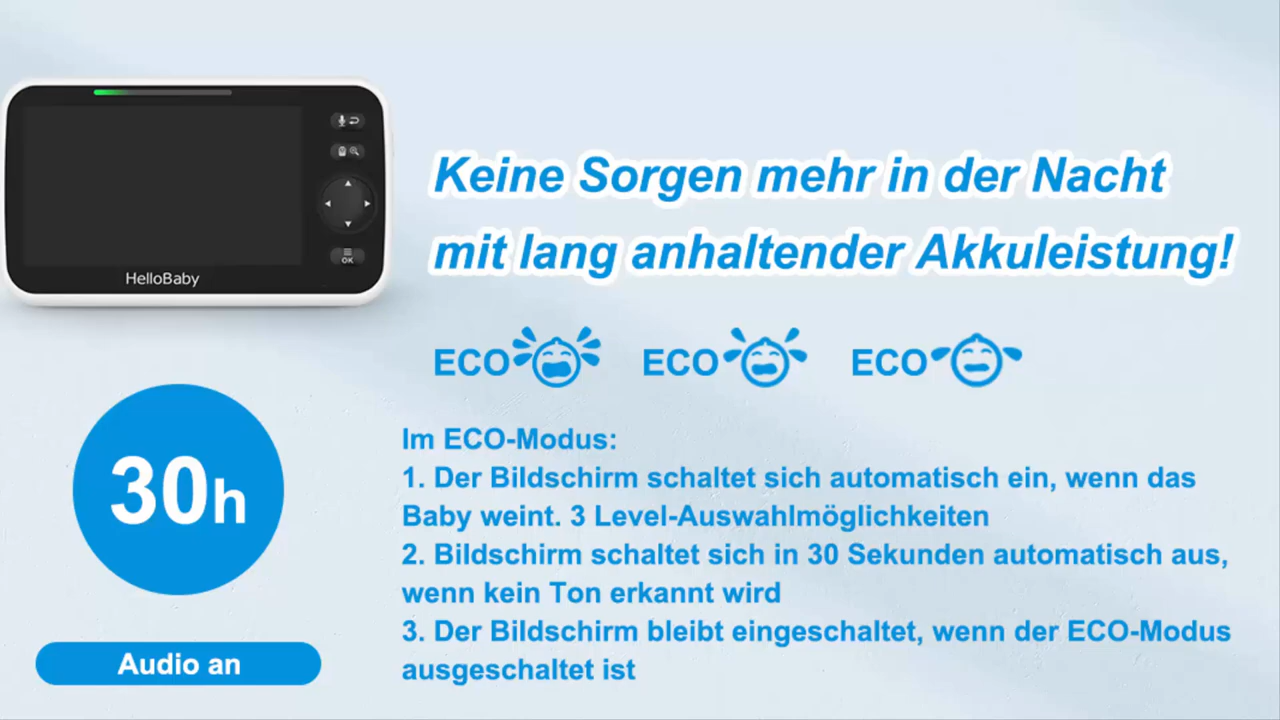 OK
HelloBaby
Keine Sorgen mehr in der Nacht
mit lang anhaltender Akkuleistung!
ECO ECO ECO
30h
Audio an
Im ECO-Modus:
1. Der Bildschirm schaltet sich automatisch ein, wenn das
Baby weint. 3 Level-Auswahlmöglichkeiten
2. Bildschirm schaltet sich in 30 Sekunden automatisch aus,
wenn kein Ton erkannt wird
3. Der Bildschirm bleibt eingeschaltet, wenn der ECO-Modus
ausgeschaltet ist